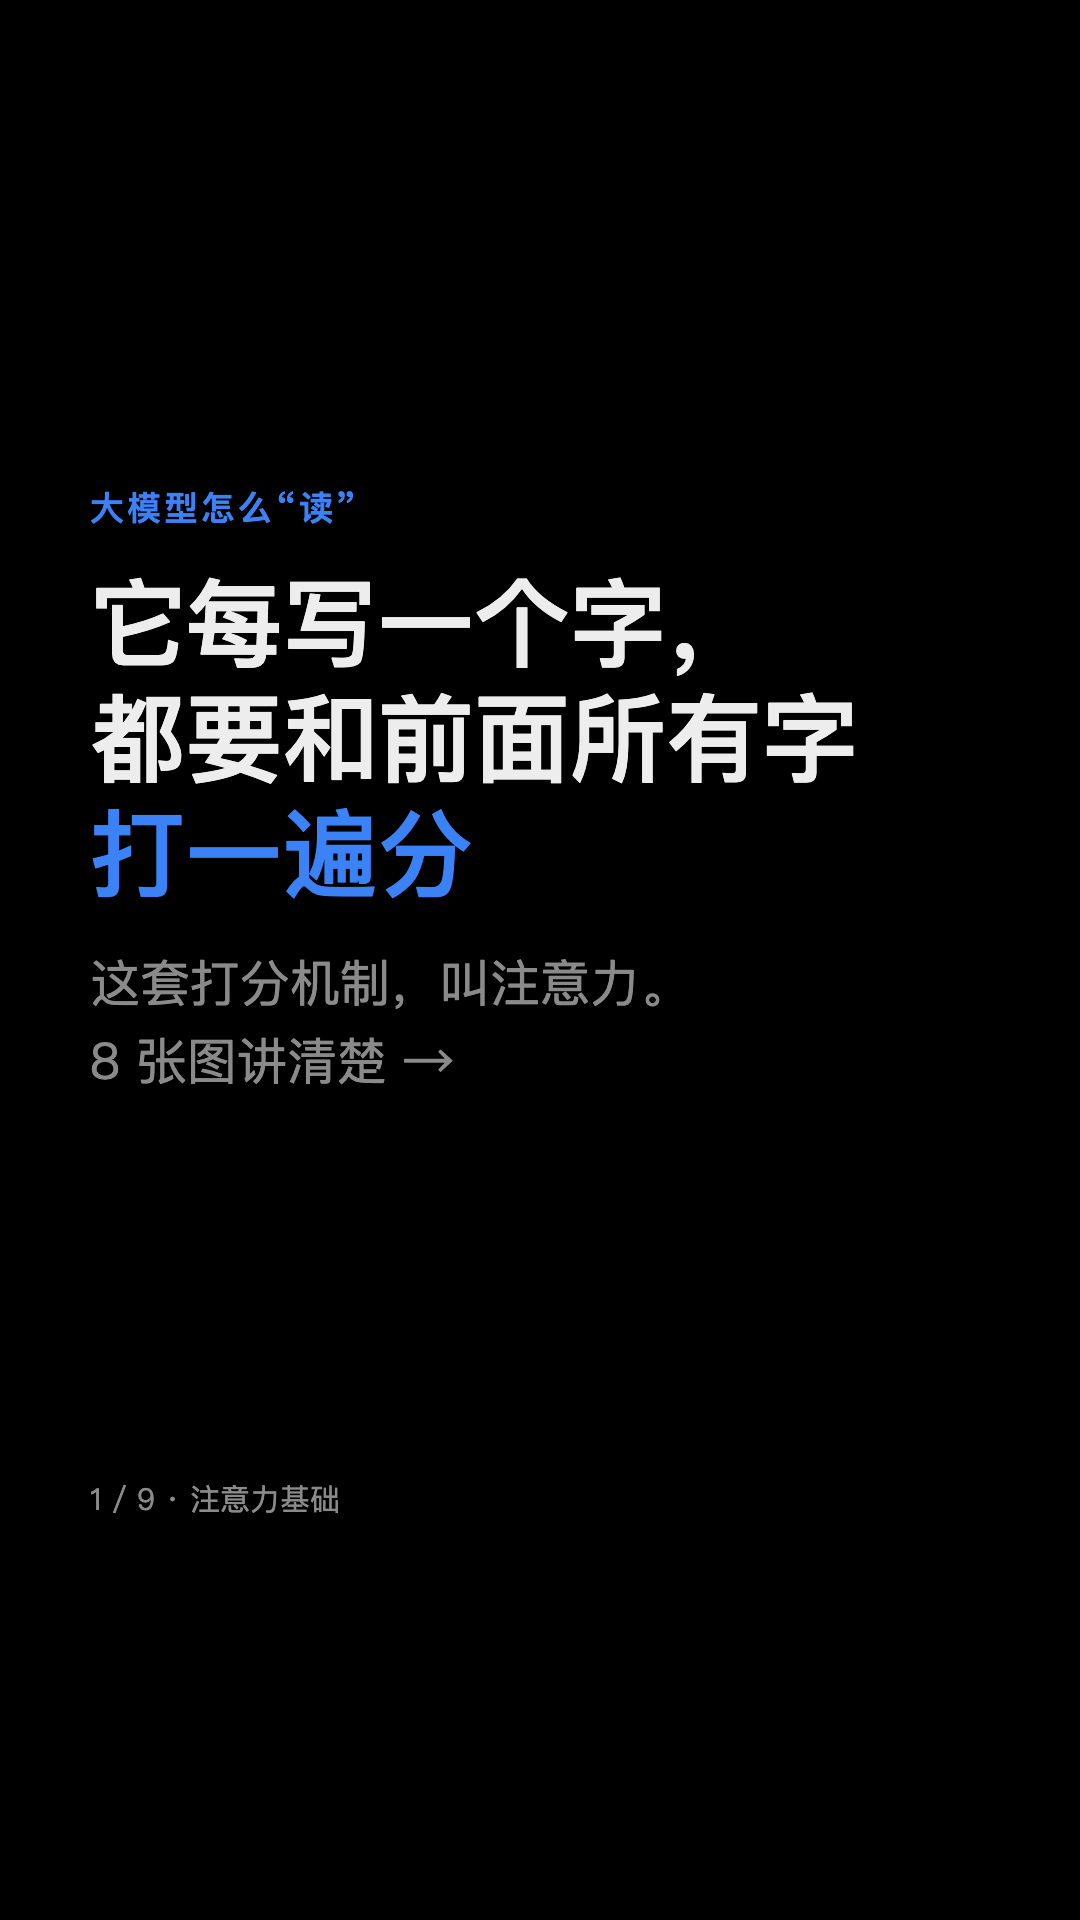 大模型怎么“读”
它每写一个字，
都要和前面所有字
打一遍分
这套打分机制，叫注意力。
8 张图讲清楚 →
1 / 9 · 注意力基础